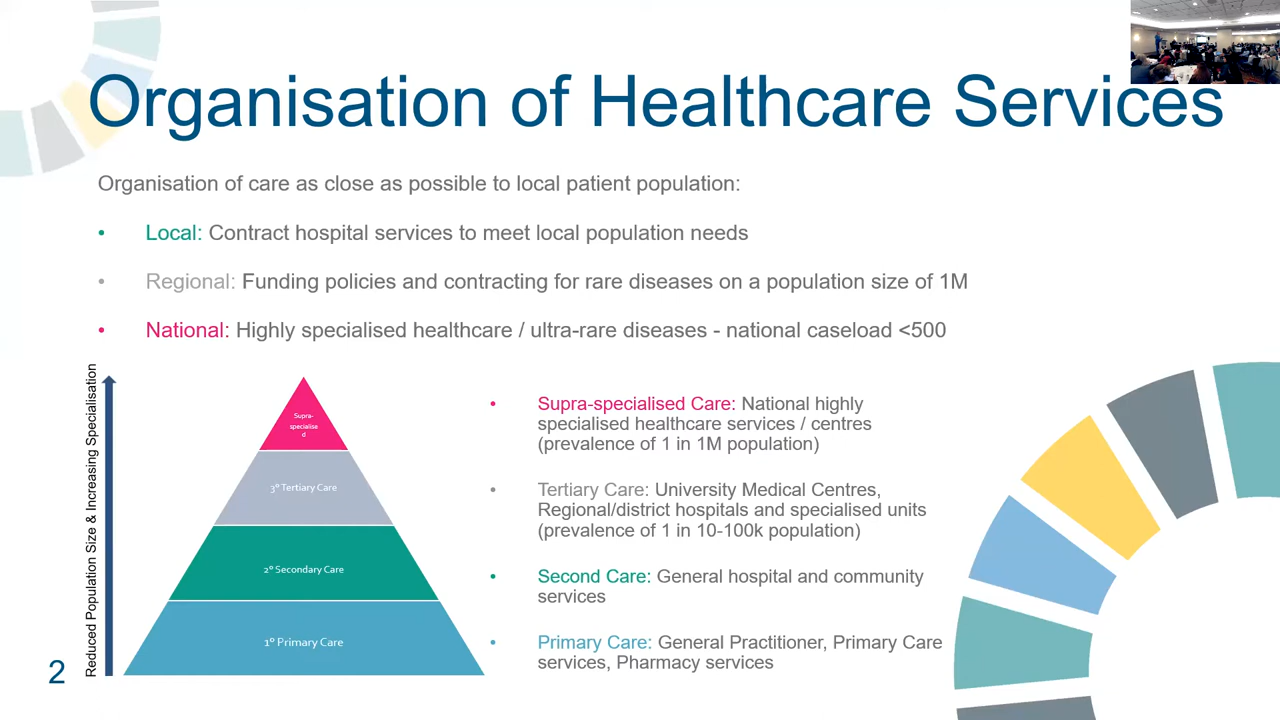 Organisation of Healthcare Services
Organisation of care as close as possible to local patient population:
• Local: Contract hospital services to meet local population needs
• Regional: Funding policies and contracting for rare diseases on a population size of 1M
• National: Highly specialised healthcare / ultra-rare diseases - national caseload <500
Reduced Population Size & Increasing Specialisation
Supra-
specialise
d
3º Tertiary Care
2º Secondary Care
1º Primary Care
• Supra-specialised Care: National highly
specialised healthcare services / centres
(prevalence of 1 in 1M population)
• Tertiary Care: University Medical Centres,
Regional/district hospitals and specialised units
(prevalence of 1 in 10-100k population)
• Second Care: General hospital and community
services
• Primary Care: General Practitioner, Primary Care
services, Pharmacy services
2